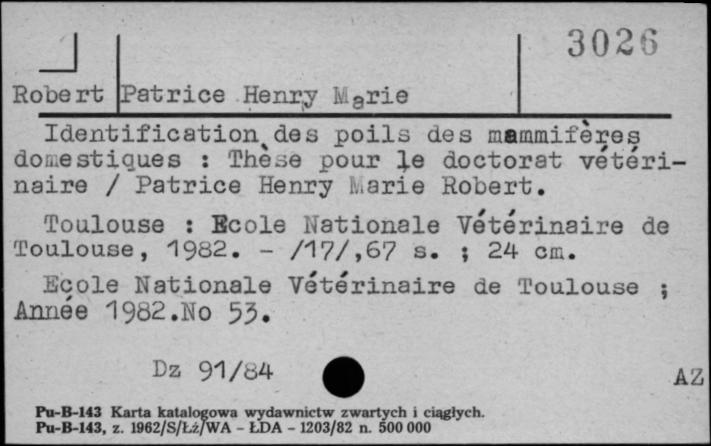 3026
Robert Patrice Henry Marie
Identification des poils des mammifères
domestiques : Thèse pour le doctorat vétéri-
naire / Patrice Henry Marie Robert.
Toulouse : Ecole Nationale Vétérinaire de
Toulouse, 1982. - /17/,67 s. ; 24 cm.
Ecole Nationale Vétérinaire de Toulouse ;
Année 1982.No 53.
Dz 91/84
AZ
Pu-B-143 Karta katalogowa wydawnictw zwartych i ciągłych.
Pu-B-143, z. 1962/S/Łż/WA - ŁDA - 1203/82 n. 500 000